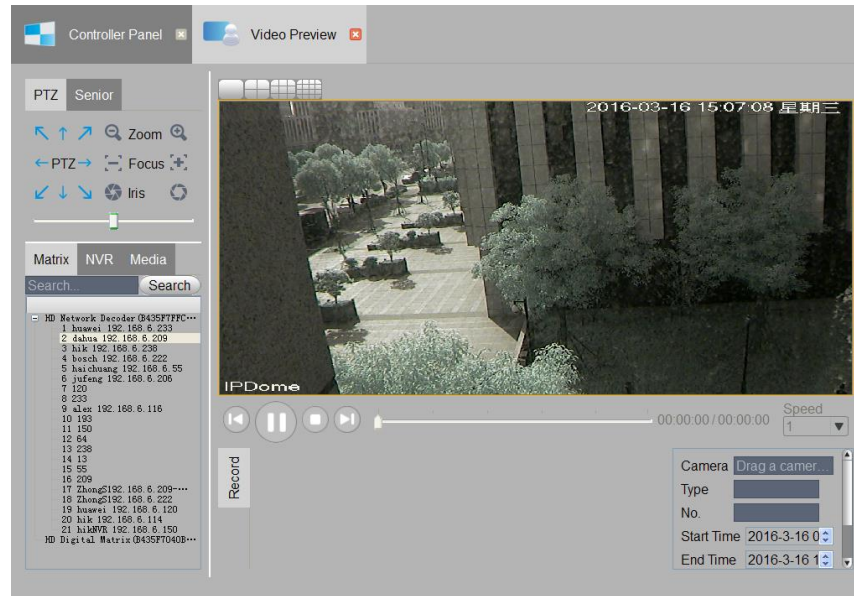 Controller Panel
Video Preview
PTZ Senior
Zoom
PTZ Focus
Iris
Matrix NVR Media
Search... Search
HD Network Decoder(B435F7FFC···
1 huawei 192.168.6.233
2 dahua 192.168.6.209
3 hik 192.168.6.238
4 bosch 192.168.6.222
5 haichuang 192.168.6.55
6 jufeng 192.168.6.206
7 120
8 233
9 alex 192.168.6.116
10 193
11 150
12 64
13 238
14 13
15 55
16 209
17 ZhongS192.168.6.209-···
18 ZhongS192.168.6.222
19 huawei 192.168.6.120
20 hik 192.168.6.114
21 hikNVR 192.168.6.150
HD Digital Matrix(B435F7040B···
2016-03-16 15:07:08 星期三
IPDome
00:00:00/00:00:00
Speed
1
Record
Camera Drag a camer...
Type
No.
Start Time 2016-3-16 0
End Time 2016-3-16 1